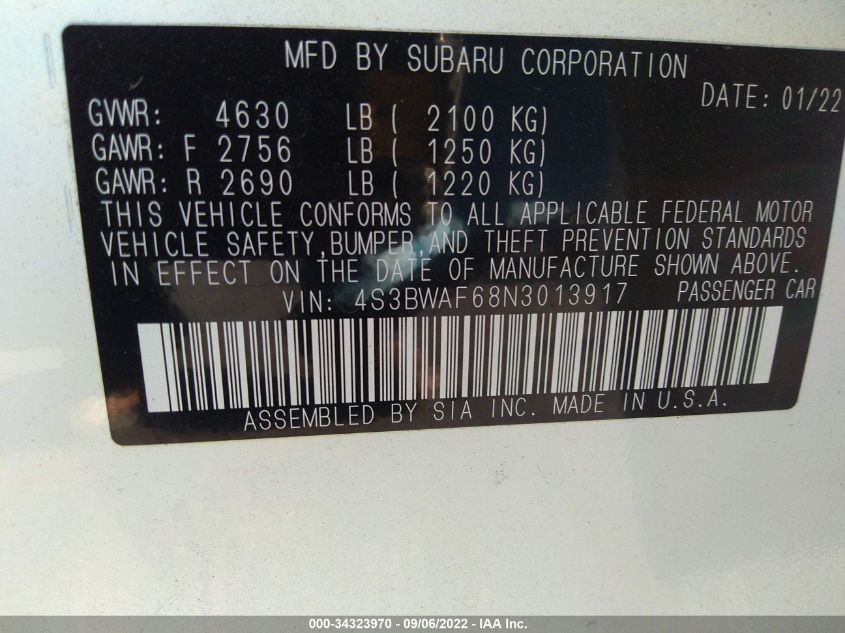 MFD BY SUBARU CORPORATION
DATE: 01/22
GVWR: 4630 LB ( 2100 KG)
GAWR: F 2756 LB ( 1250 KG)
GAWR: R 2690 LB ( 1220 KG)
THIS VEHICLE CONFORMS TO ALL APPLICABLE FEDERAL MOTOR
VEHICLE SAFETY,BUMPER,AND THEFT PREVENTION STANDARDS
IN EFFECT ON THE DATE OF MANUFACTURE SHOWN ABOVE.
VIN: 4S3BWAF68N3013917 PASSENGER CAR
ASSEMBLED BY SIA INC. MADE IN U.S.A.
000-34323970 - 09/06/2022 - IAA Inc.